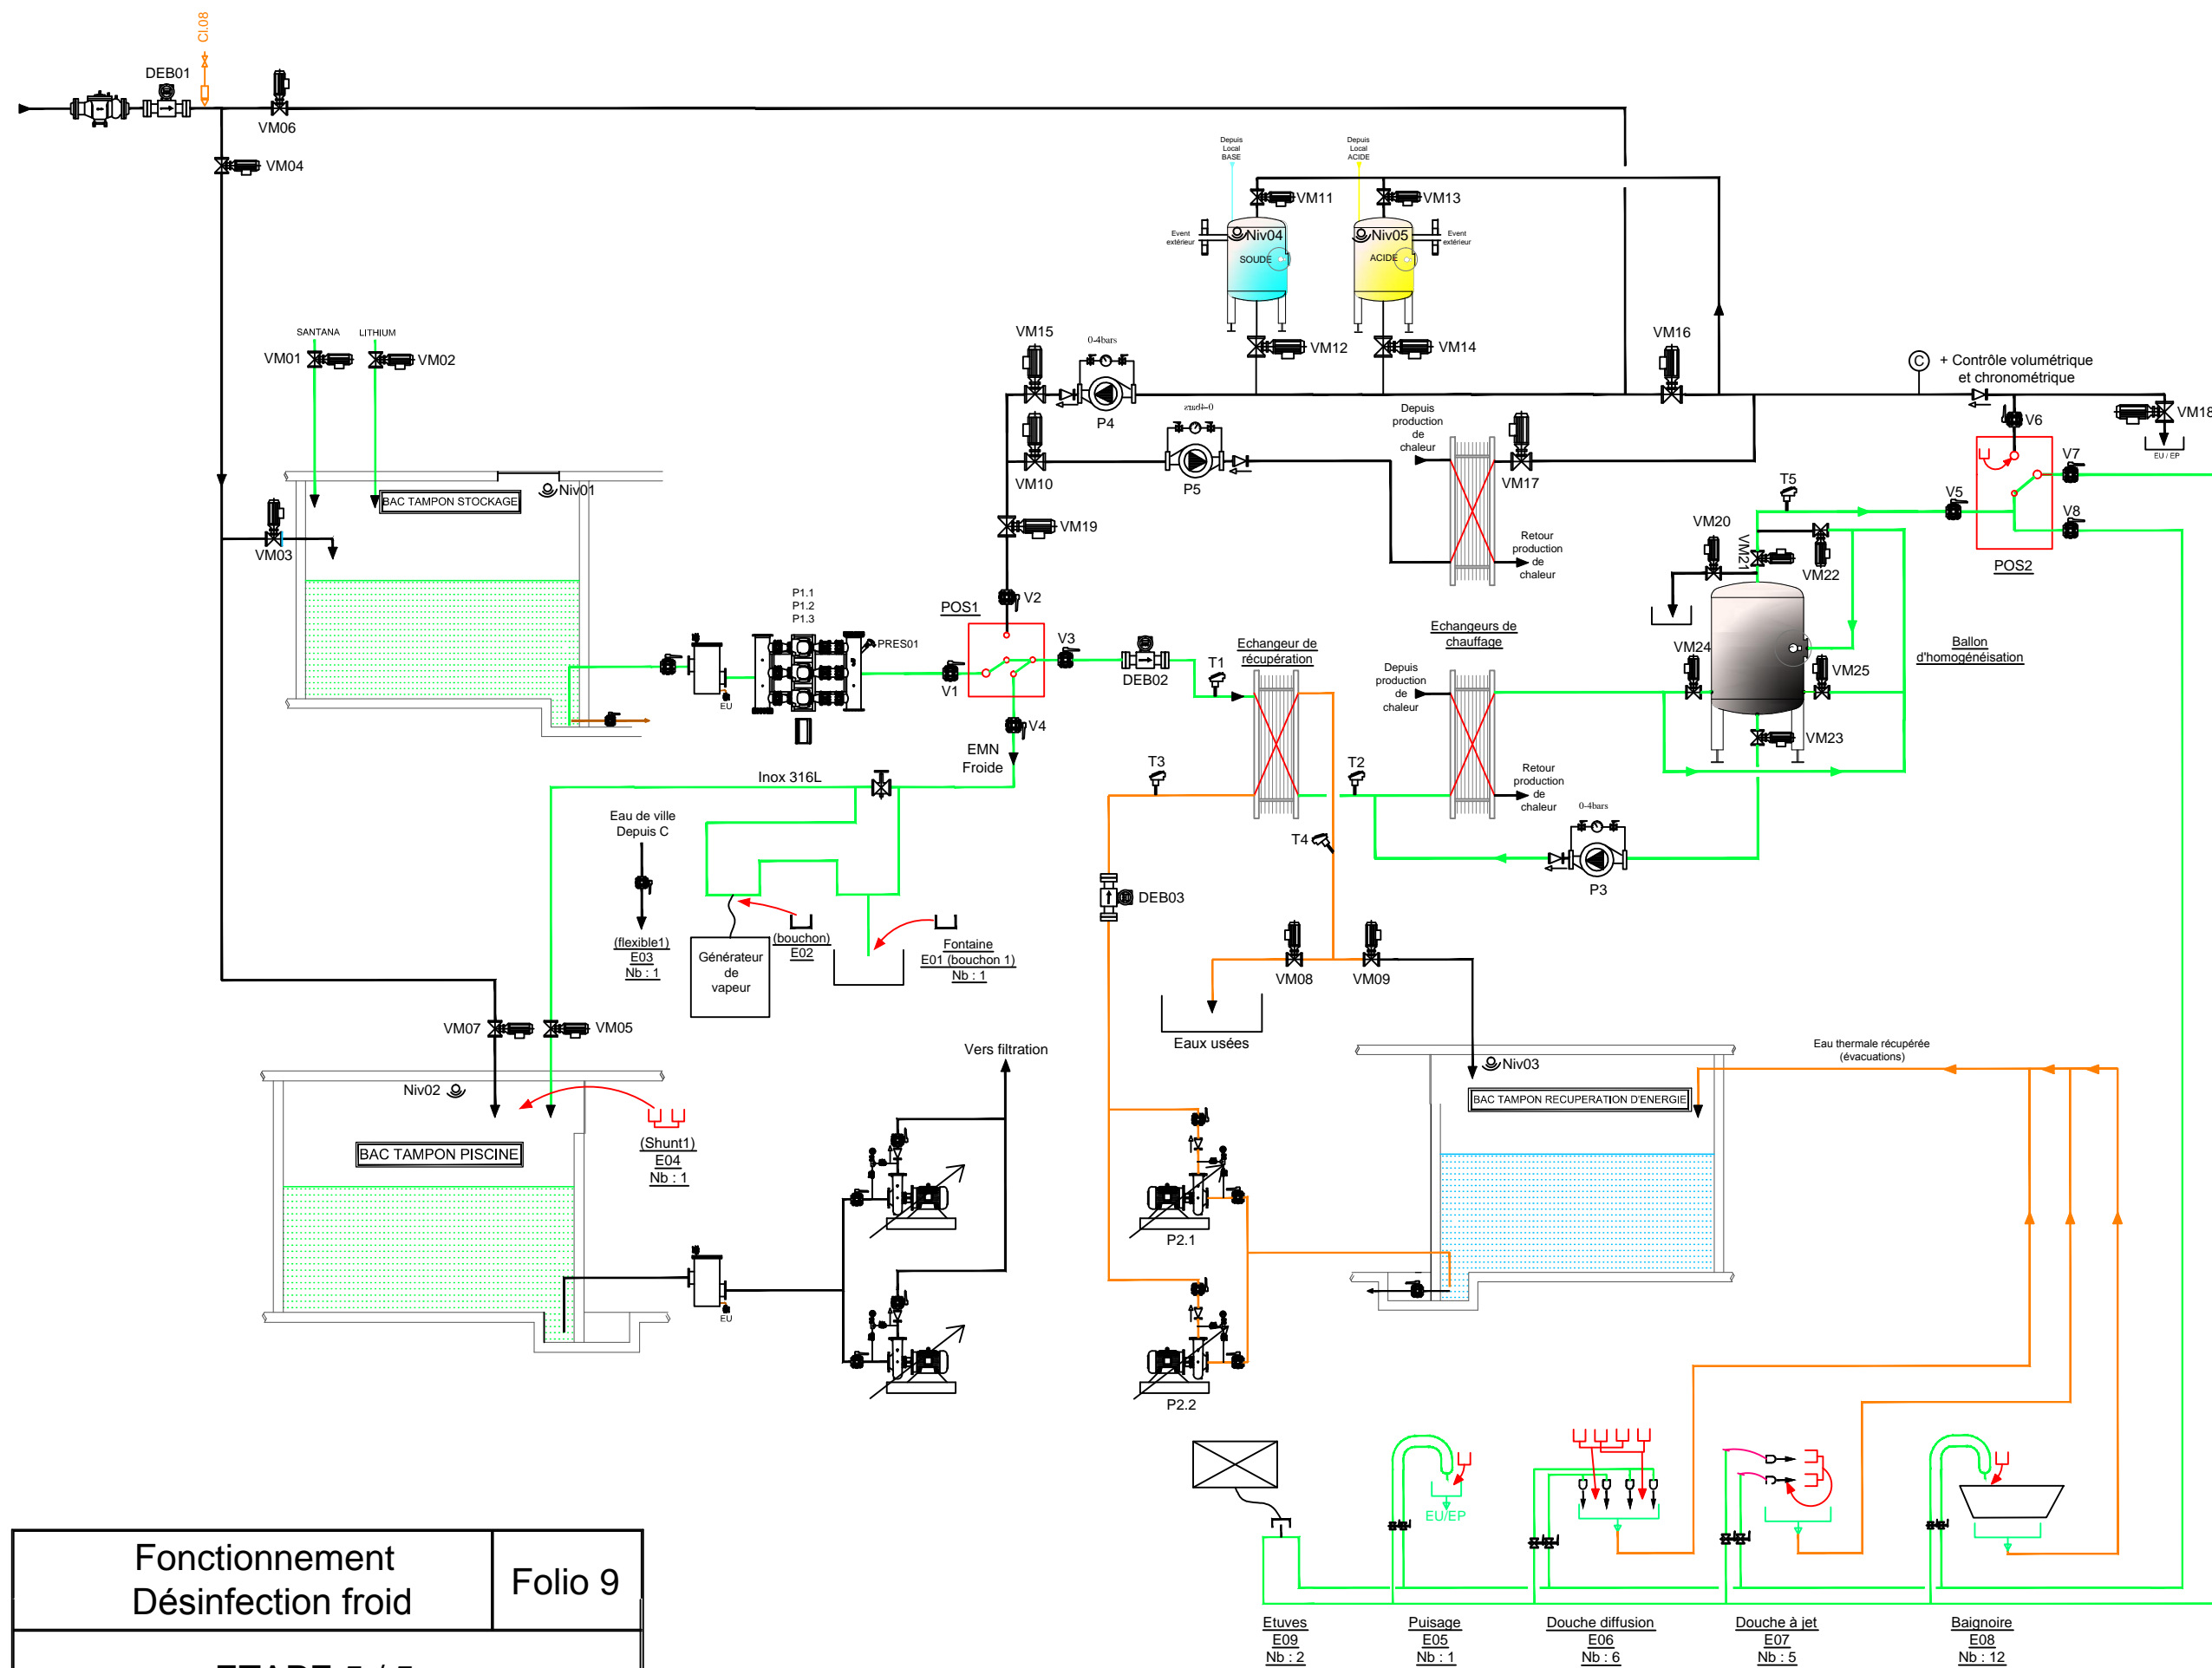 Cl.08
DEB01
VM06
VM04
Depuis
Local
BASE
Depuis
Local
ACIDE
VM11
VM13
Event
extérieur
Niv04
SOUDE
Niv05
ACIDE
Event
extérieur
VM12
VM14
SANTANA
LITHIUM
VM01
VM02
VM15
0-4bars
P4
VM16
C
+ Contrôle volumétrique
et chronométrique
VM18
EU / EP
V6
V7
V8
V5
T5
POS2
VM10
0-4bars
P5
Depuis
production
de
chaleur
VM17
Retour
production
de
chaleur
VM19
Niv01
BAC TAMPON STOCKAGE
VM03
VM20
VM21
VM22
VM24
VM25
VM23
Ballon
d'homogénéisation
P1.1
P1.2
P1.3
PRES01
EU
POS1
V2
V1
V3
V4
DEB02
T1
Echangeur de
récupération
Echangeurs de
chauffage
Depuis
production
de
chaleur
Retour
production
de
chaleur
EMN
Froide
Inox 316L
T3
T2
T4
0-4bars
P3
Eau de ville
Depuis C
(flexible1)
E03
Nb : 1
Générateur
de
vapeur
(bouchon)
E02
Fontaine
E01 (bouchon 1)
Nb : 1
DEB03
VM08
VM09
Eaux usées
VM07
VM05
Niv02
BAC TAMPON PISCINE
(Shunt1)
E04
Nb : 1
EU
Vers filtration
Niv03
BAC TAMPON RECUPERATION D'ENERGIE
Eau thermale récupérée
(évacuations)
P2.1
P2.2
EU/EP
Etuves
E09
Nb : 2
Puisage
E05
Nb : 1
Douche diffusion
E06
Nb : 6
Douche à jet
E07
Nb : 5
Baignoire
E08
Nb : 12
Fonctionnement
Désinfection froid
Folio 9
ETAPE 5 / 5